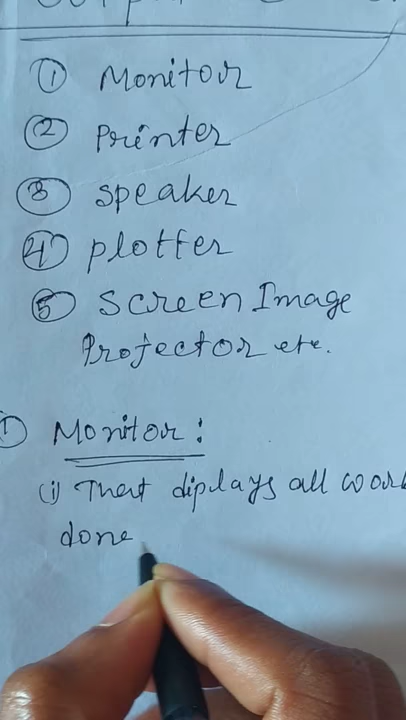 ① Monitor
② Printer
③ speaker
④ plotter
⑤ Screen Image
Projector etc.
① Monitor :
(i) That diplays all work
done